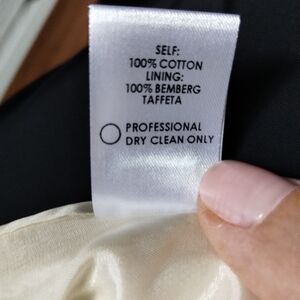 SELF:
100% COTTON
LINING:
100% BEMBERG
TAFFETA
PROFESSIONAL
DRY CLEAN ONLY